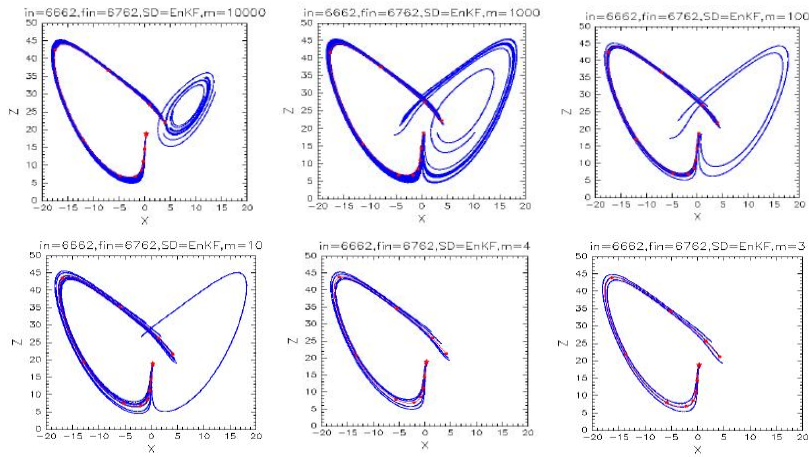 in=6662,fin=6762,SD=EnKF,m=10000
in=6662,fin=6762,SD=EnKF,m=1000
in=6662,fin=6762,SD=EnKF,m=100
Z
50
45
40
35
30
25
20
15
10
5
0
-20 -15 -10 -5 0 5 10 15 20
X
Z
50
45
40
35
30
25
20
15
10
5
0
-20 -15 -10 -5 0 5 10 15 20
X
Z
50
45
40
35
30
25
20
15
10
5
0
-20 -15 -10 -5 0 5 10 15 20
X
in=6662,fin=6762,SD=EnKF,m=10
in=6662,fin=6762,SD=EnKF,m=4
in=6662,fin=6762,SD=EnKF,m=3
Z
50
45
40
35
30
25
20
15
10
5
0
-20 -15 -10 -5 0 5 10 15 20
X
Z
50
45
40
35
30
25
20
15
10
5
0
-20 -15 -10 -5 0 5 10 15 20
X
Z
50
45
40
35
30
25
20
15
10
5
0
-20 -15 -10 -5 0 5 10 15 20
X